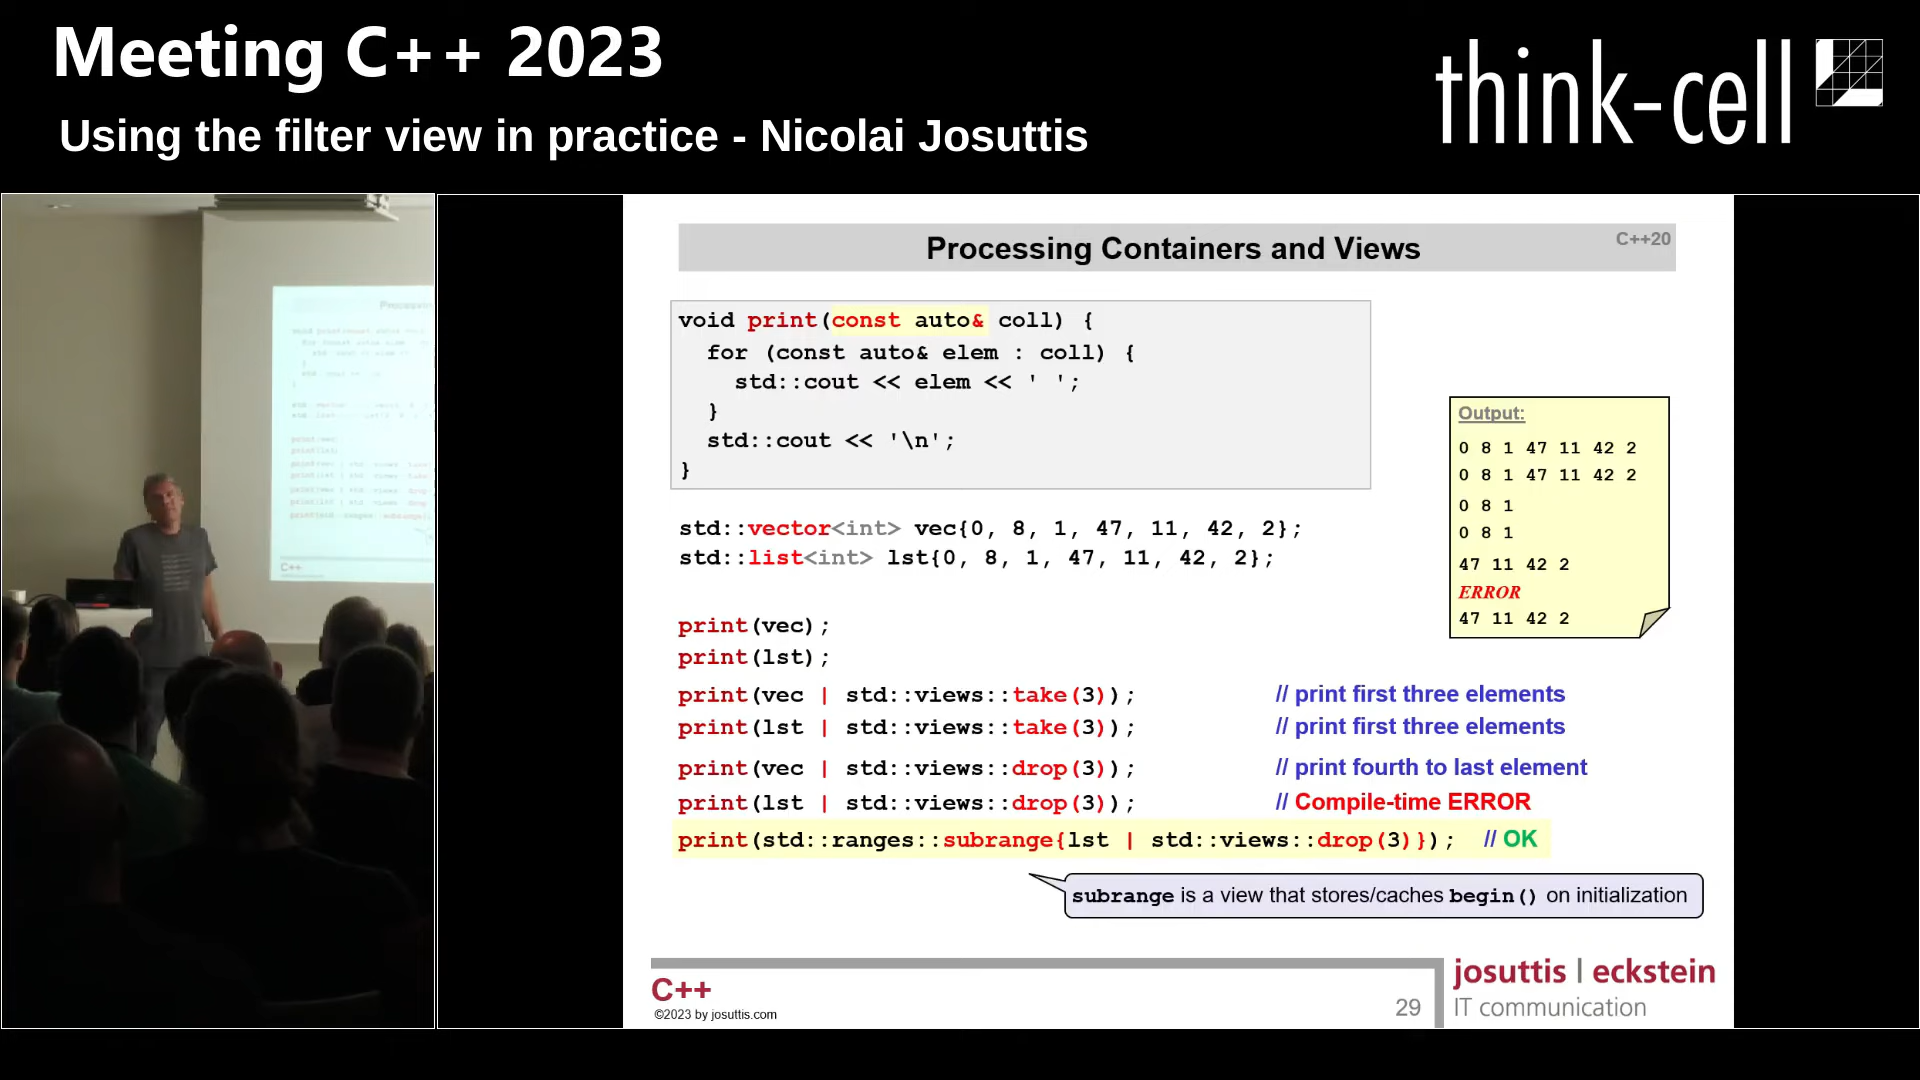 Meeting C++ 2023
Using the filter view in practice - Nicolai Josuttis
think-cell
Processing Containers and Views
C++20
void print(const auto& coll) {
for (const auto& elem : coll) {
std::cout << elem << ' ';
}
std::cout << '\n';
}
std::vector<int> vec{0, 8, 1, 47, 11, 42, 2};
std::list<int> lst{0, 8, 1, 47, 11, 42, 2};
Output:
0 8 1 47 11 42 2
0 8 1 47 11 42 2
0 8 1
0 8 1
47 11 42 2
ERROR
47 11 42 2
print(vec);
print(lst);
print(vec | std::views::take(3)); // print first three elements
print(lst | std::views::take(3)); // print first three elements
print(vec | std::views::drop(3)); // print fourth to last element
print(lst | std::views::drop(3)); // Compile-time ERROR
print(std::ranges::subrange{lst | std::views::drop(3)}); // OK
subrange is a view that stores/caches begin() on initialization
C++
©2023 by josuttis.com
29
josuttis | eckstein
IT communication